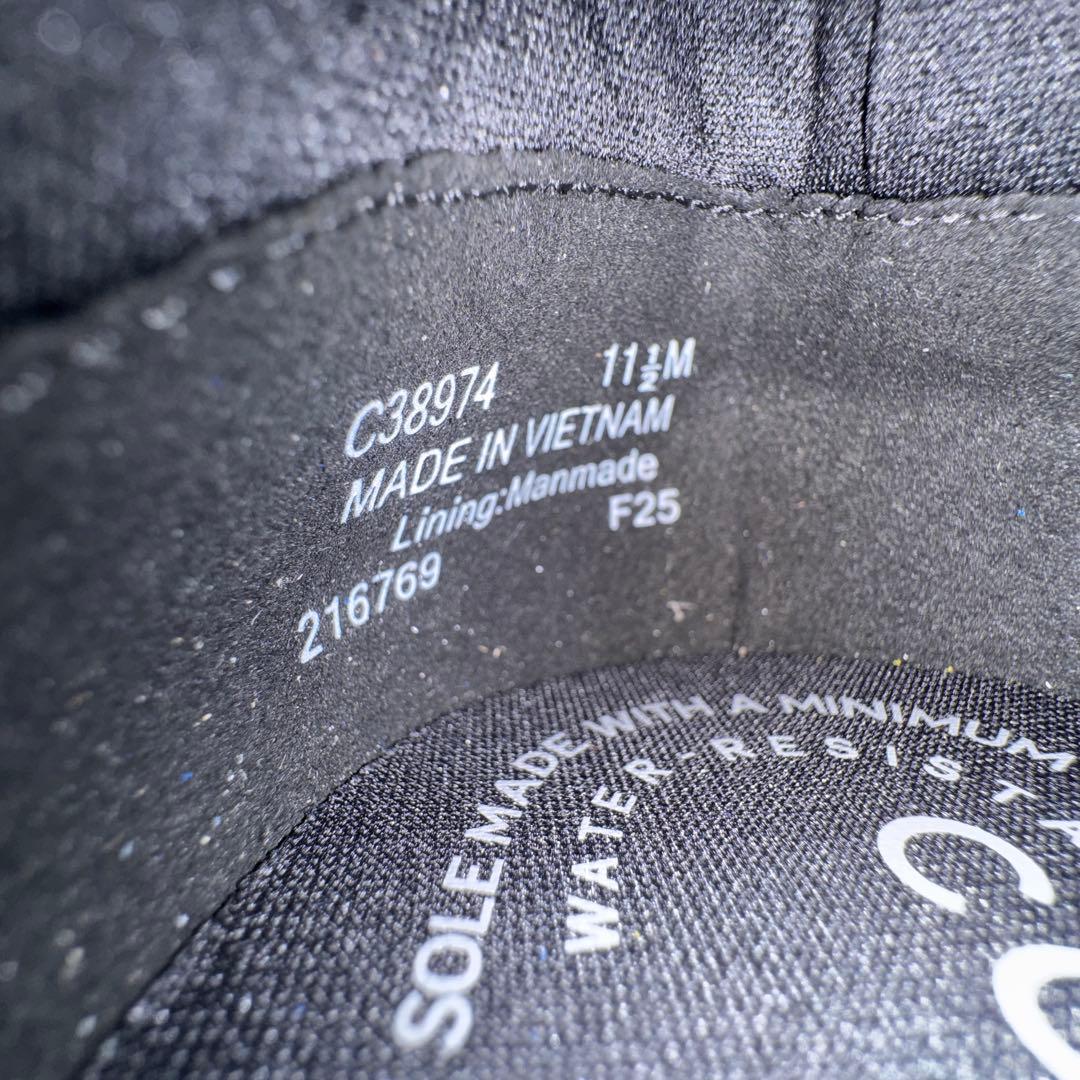 C38974 11½M
MADE IN VIETNAM
Lining:Manmade
F25
216769
SOLE MADE WITH A MINIMUM
WATER-RESIST